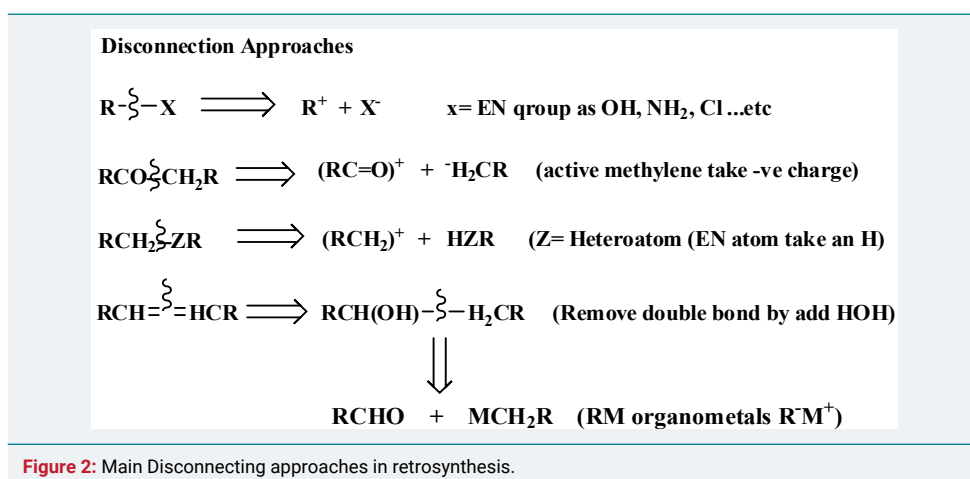 Disconnection Approaches
R-X ⟹ R⁺ + X⁻ x= EN qroup as OH, NH₂, Cl...etc
RCO CH₂R ⟹ (RC=O)⁺ + ⁻H₂CR (active methylene take -ve charge)
RCH₂-ZR ⟹ (RCH₂)⁺ + HZR (Z= Heteroatom (EN atom take an H)
RCH==HCR ⟹ RCH(OH)--H₂CR (Remove double bond by add HOH)
RCHO + MCH₂R (RM organometals R⁻M⁺)
Figure 2: Main Disconnecting approaches in retrosynthesis.